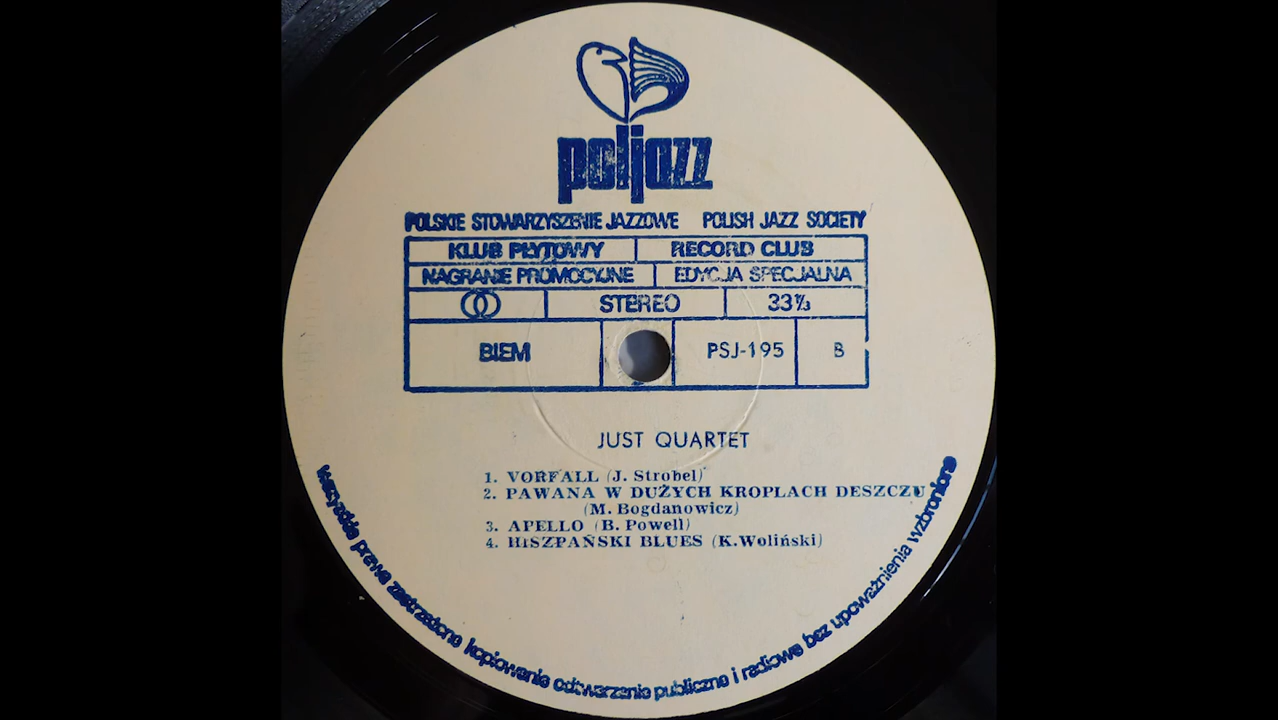 poljazz
POLSKIE STOWARZYSZENIE JAZZOWE POLISH JAZZ SOCIETY
KLUB PŁYTOWY RECORD CLUB
NAGRANIE PROMOCYJNE EDYCJA SPECJALNA
STEREO 33⅓
BIEM PSJ-195 B
JUST QUARTET
1. VORFALL (J. Strobel)
2. PAWANA W DUŻYCH KROPLACH DESZCZU
(M. Bogdanowicz)
3. APELLO (B. Powell)
4. HISZPAŃSKI BLUES (K.Woliński)
wszystkie prawa zastrzeżone kopiowanie odtwarzanie publiczne i radiowe bez upoważnienia wzbronione